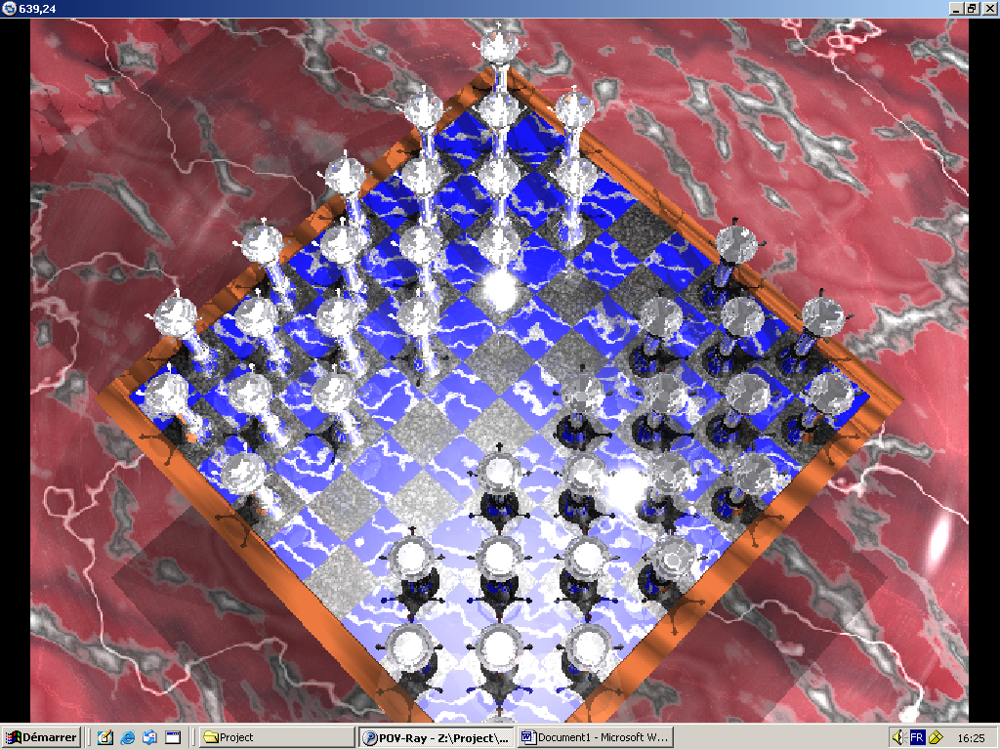 639,24
Démarrer
Project
POV-Ray - Z:\Project\...
Document1 - Microsoft W...
FR
16:25